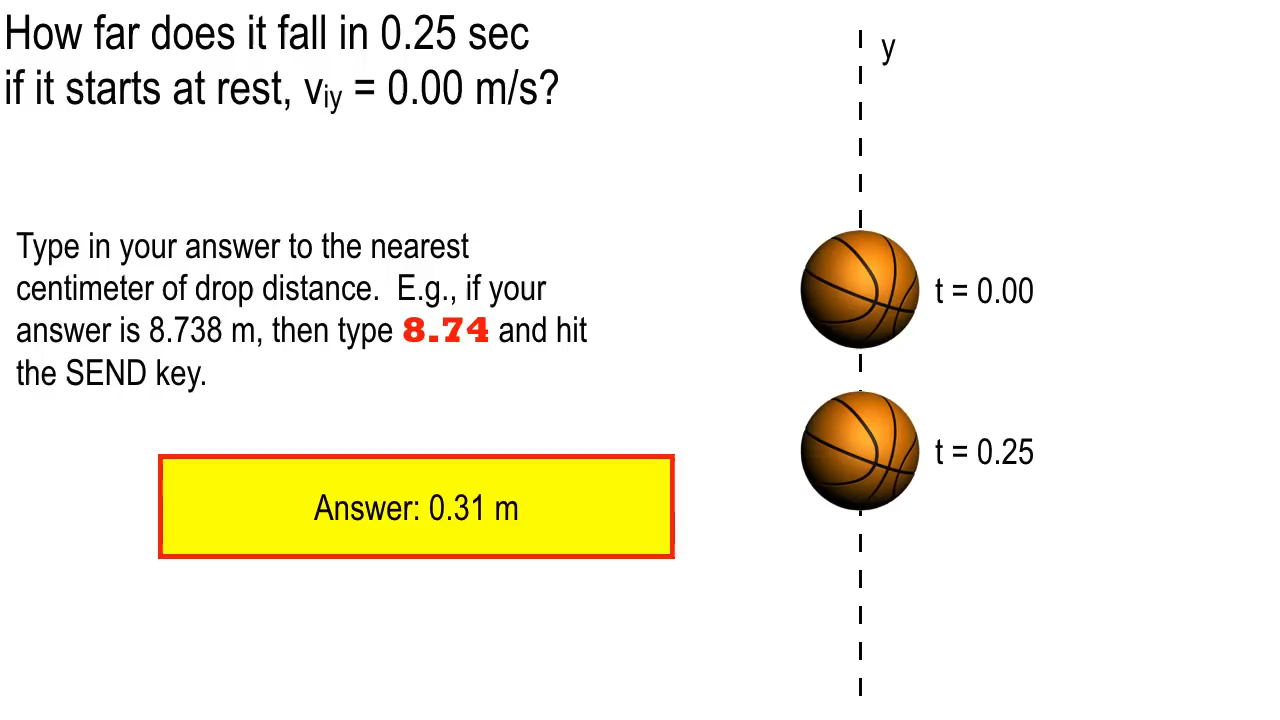 How far does it fall in 0.25 sec
if it starts at rest, viy = 0.00 m/s?
y
Type in your answer to the nearest
centimeter of drop distance.  E.g., if your
answer is 8.738 m, then type 8.74 and hit
the SEND key.
t = 0.00
t = 0.25
Answer: 0.31 m